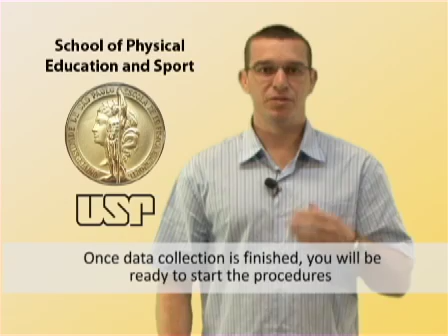 School of Physical
Education and Sport
USP
Once data collection is finished, you will be
ready to start the procedures